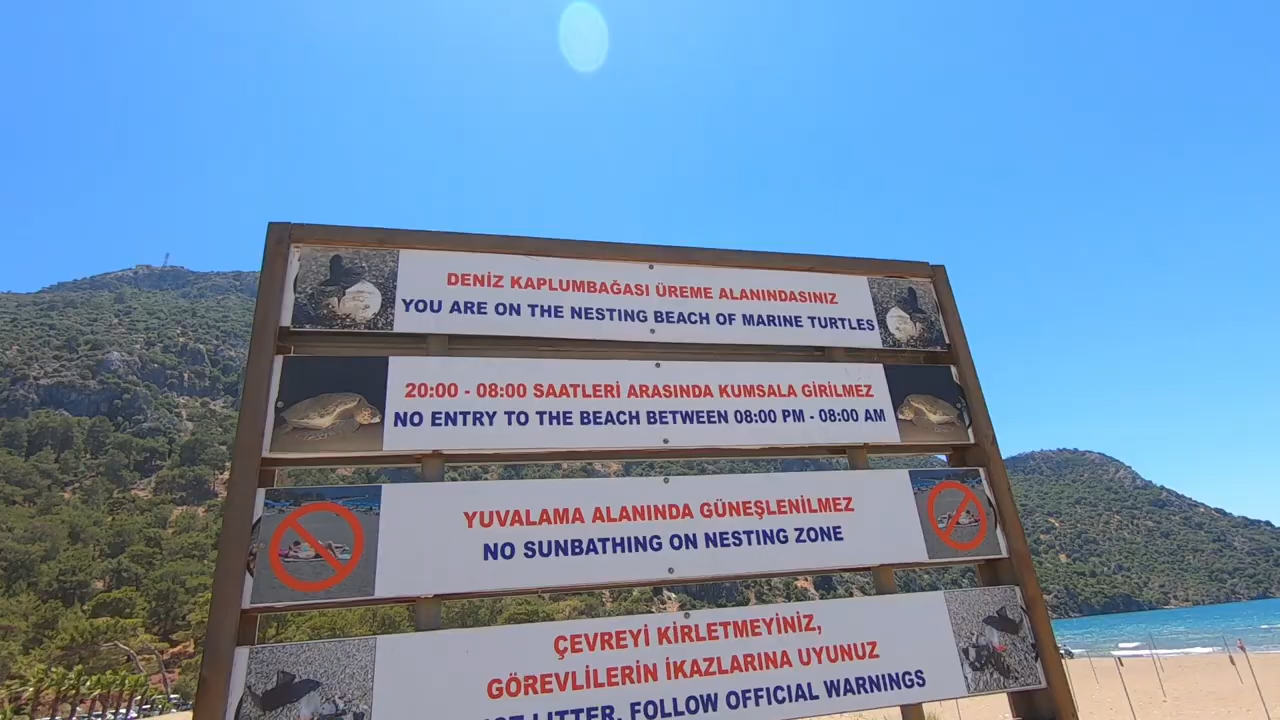 DENİZ KAPLUMBAĞASI ÜREME ALANINDASINIZ
YOU ARE ON THE NESTING BEACH OF MARINE TURTLES
20:00 - 08:00 SAATLERİ ARASINDA KUMSALA GİRİLMEZ
NO ENTRY TO THE BEACH BETWEEN 08:00 PM - 08:00 AM
YUVALAMA ALANINDA GÜNEŞLENİLMEZ
NO SUNBATHING ON NESTING ZONE
ÇEVREYİ KİRLETMEYİNİZ,
GÖREVLİLERİN İKAZLARINA UYUNUZ
LITTER, FOLLOW OFFICIAL WARNINGS